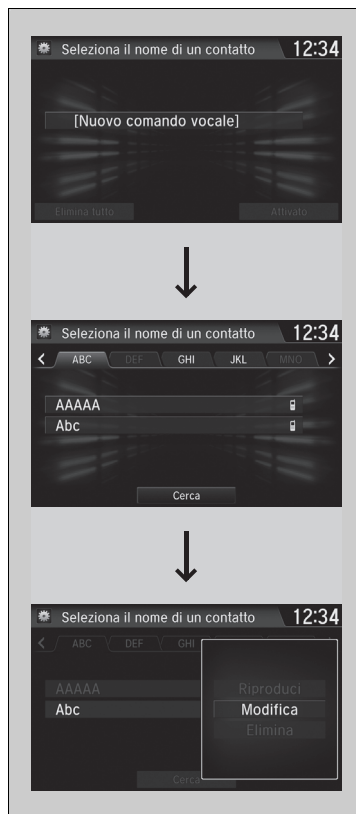 Seleziona il nome di un contatto 12:34
[Nuovo comando vocale]
Elimina tutto Attivato
Seleziona il nome di un contatto 12:34
ABC DEF GHI JKL MNO
AAAAA
Abc
Cerca
Seleziona il nome di un contatto 12:34
ABC DEF GHI
AAAAA
Abc
Riproduci
Modifica
Elimina
Cerca